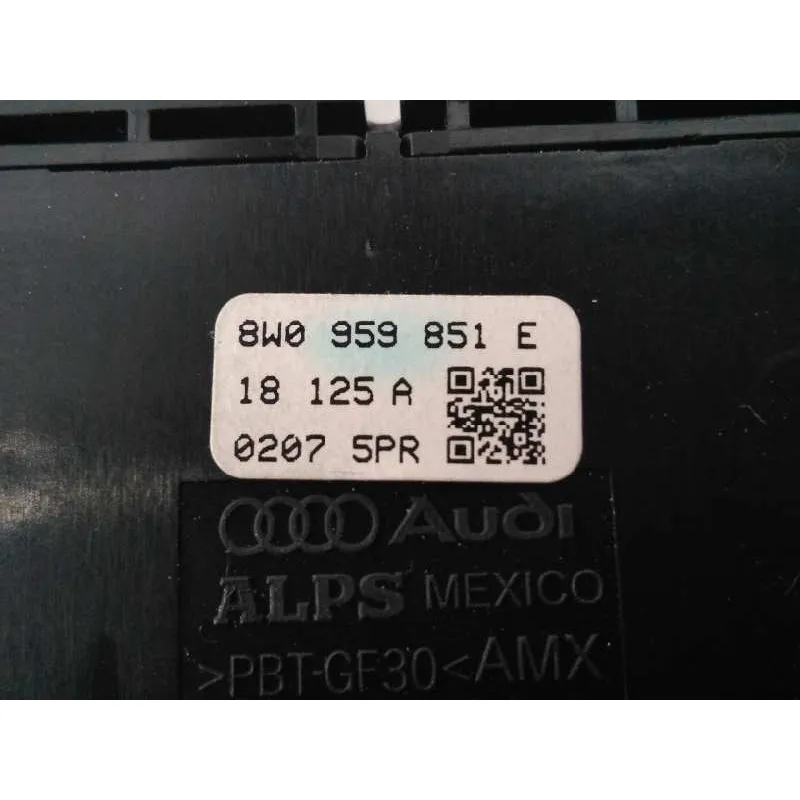 8W0 959 851 E
18 125 A
0207 5PR
Audi
ALPS MEXICO
>PBT-GF30< AMX